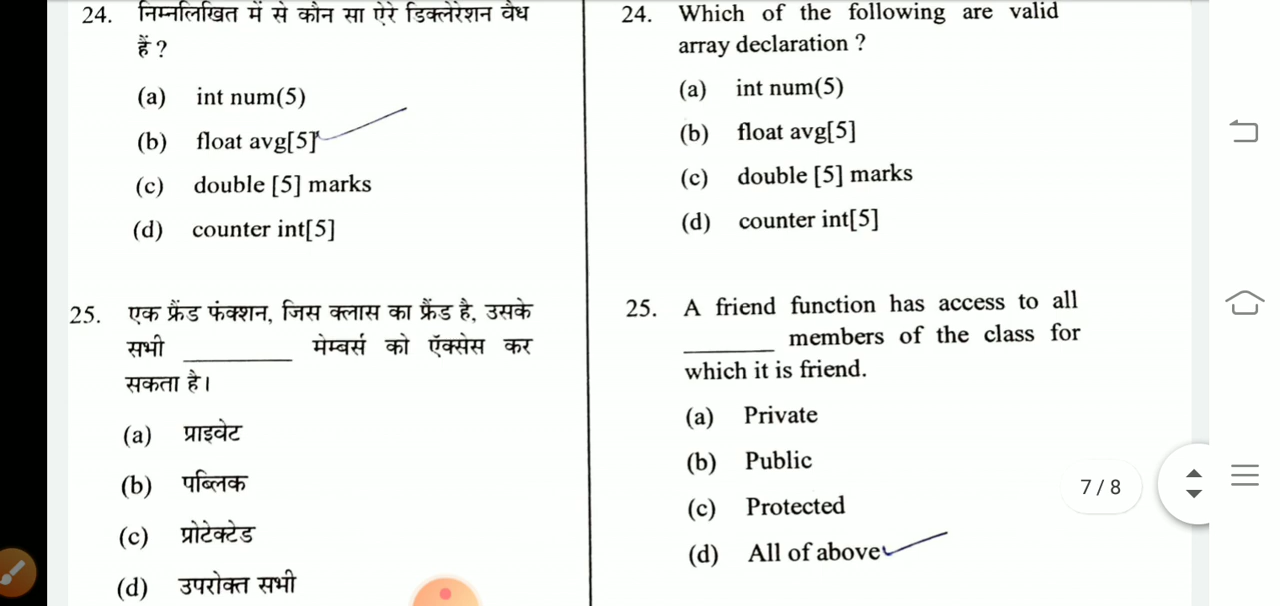 24. निम्नलिखित में से कौन सा ऐरे डिक्लेरेशन वैध
हैं ?
(a) int num(5)
(b) float avg[5]
(c) double [5] marks
(d) counter int[5]
25. एक फ्रैंड फंक्शन, जिस क्लास का फ्रैंड है, उसके
सभी __________ मेम्बर्स को ऍक्सेस कर
सकता है।
(a) प्राइवेट
(b) पब्लिक
(c) प्रोटेक्टेड
(d) उपरोक्त सभी
24. Which of the following are valid
array declaration ?
(a) int num(5)
(b) float avg[5]
(c) double [5] marks
(d) counter int[5]
25. A friend function has access to all
________ members of the class for
which it is friend.
(a) Private
(b) Public
(c) Protected
(d) All of above
7 / 8